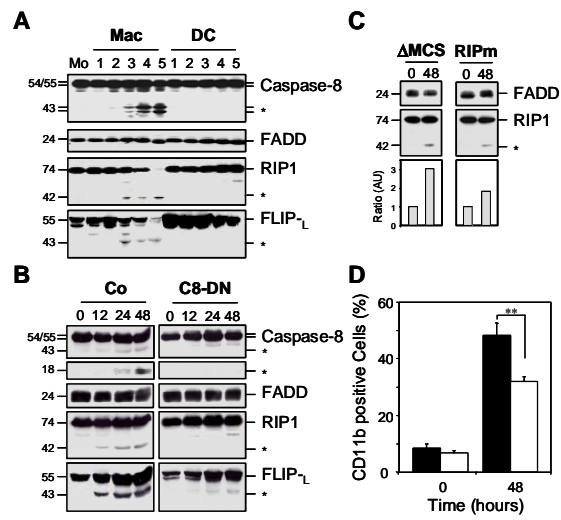 A
Mac DC
Mo 1 2 3 4 5 1 2 3 4 5
54/55 Caspase-8
43 *
24 FADD
74 RIP1
42 *
55 FLIP-L
43 *
B
Co C8-DN
0 12 24 48 0 12 24 48
54/55 Caspase-8
43 *
18 *
24 FADD
74 RIP1
42 *
55 FLIP-L
43 *
C
ΔMCS RIPm
0 48 0 48
24 FADD
74 RIP1
42 *
Ratio (AU)
3
2
1
0
D
CD11b positive Cells (%)
60
40
20
0
**
0 48
Time (hours)